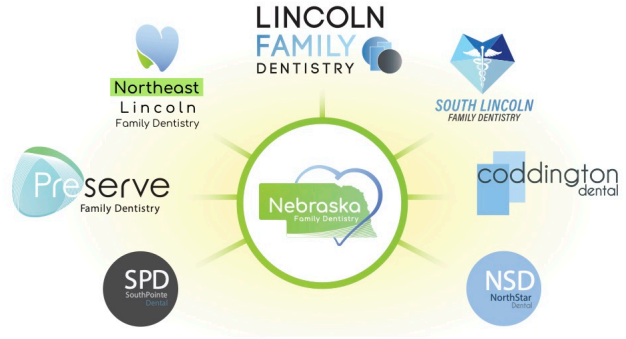 LINCOLN
FAMILY
DENTISTRY
Northeast
Lincoln
Family Dentistry
SOUTH LINCOLN
FAMILY DENTISTRY
Preserve
Family Dentistry
Nebraska
Family Dentistry
coddington
dental
SPD
SouthPointe
Dental
NSD
NorthStar
Dental